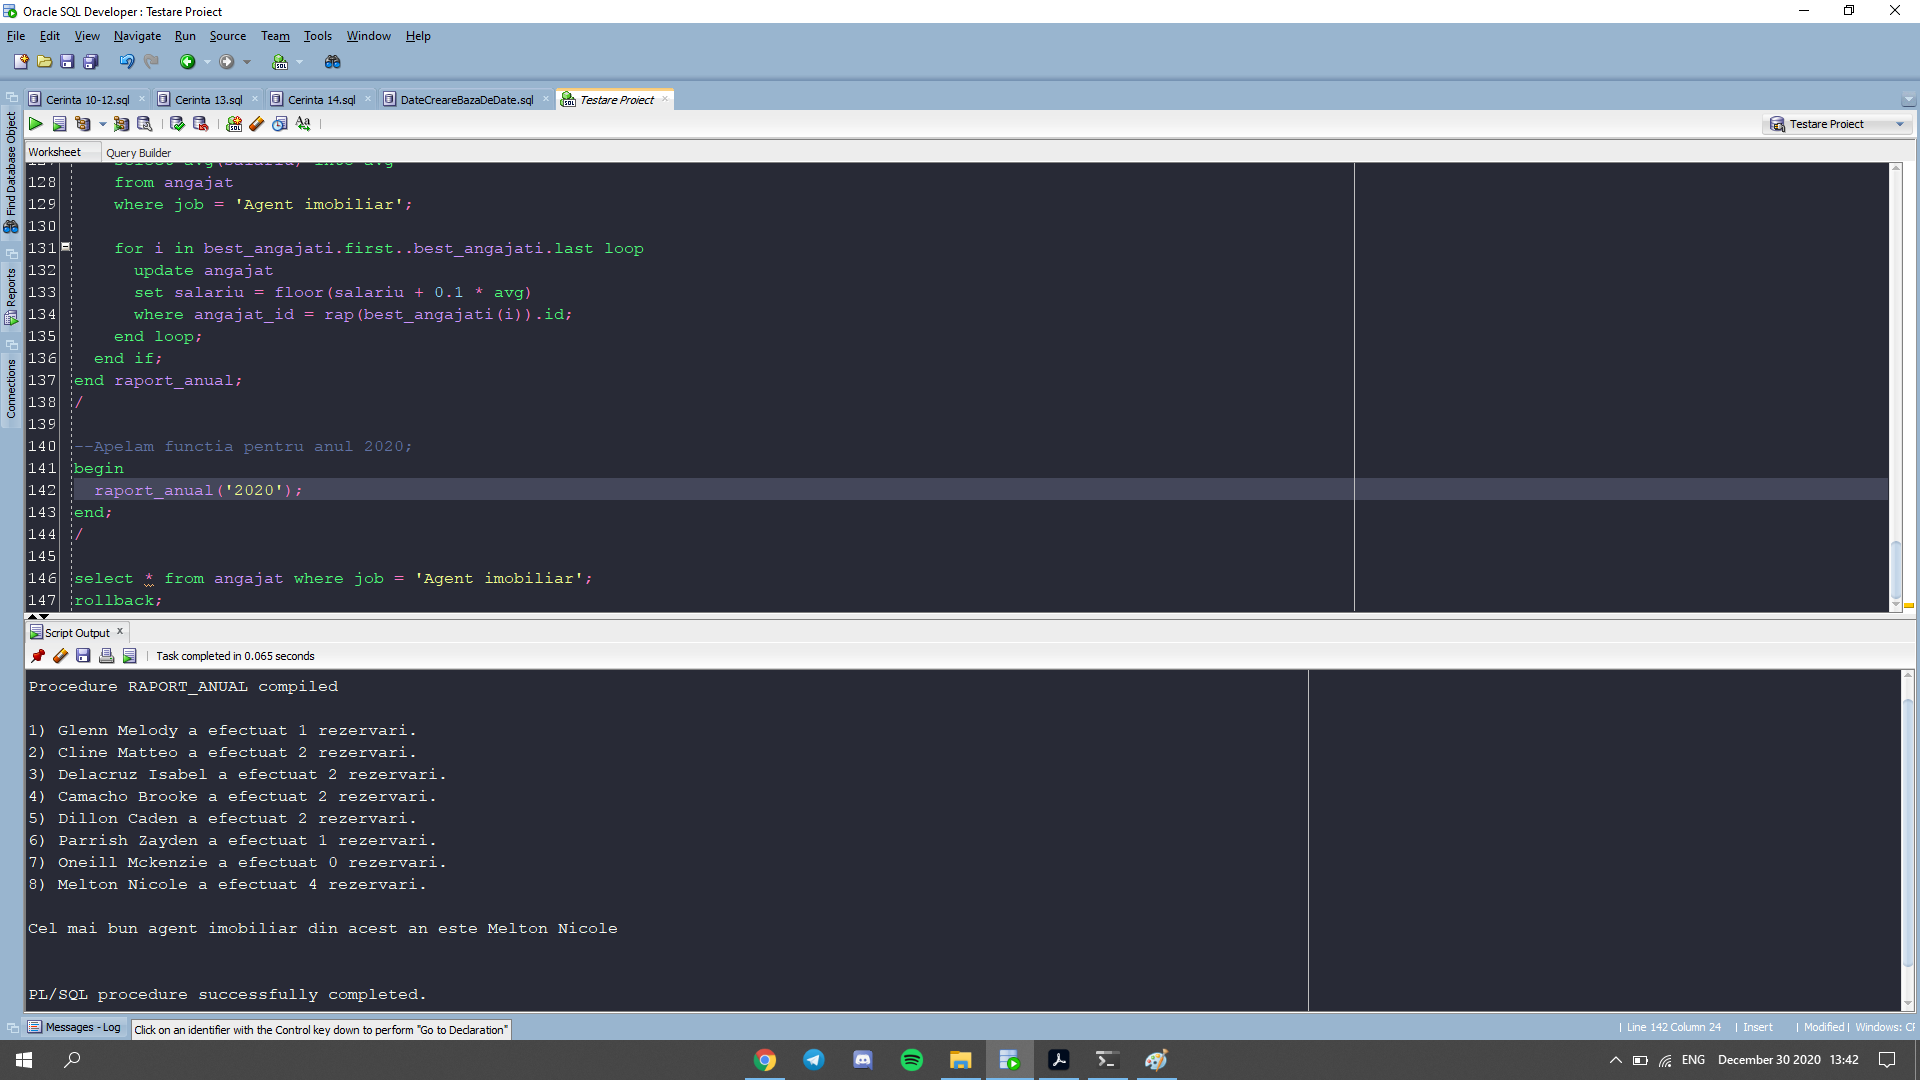 Oracle SQL Developer : Testare Proiect
File Edit View Navigate Run Source Team Tools Window Help
Cerinta 10-12.sql Cerinta 13.sql Cerinta 14.sql DateCreareBazaDeDate.sql Testare Proiect
Testare Proiect
Worksheet Query Builder
Find Database Object
Reports
Connections
128 from angajat
129 where job = 'Agent imobiliar';
130
131 for i in best_angajati.first..best_angajati.last loop
132 update angajat
133 set salariu = floor(salariu + 0.1 * avg)
134 where angajat_id = rap(best_angajati(i)).id;
135 end loop;
136 end if;
137 end raport_anual;
138 /
139
140 --Apelam functia pentru anul 2020;
141 begin
142 raport_anual('2020');
143 end;
144 /
145
146 select * from angajat where job = 'Agent imobiliar';
147 rollback;
Script Output x
Task completed in 0.065 seconds
Procedure RAPORT_ANUAL compiled
1) Glenn Melody a efectuat 1 rezervari.
2) Cline Matteo a efectuat 2 rezervari.
3) Delacruz Isabel a efectuat 2 rezervari.
4) Camacho Brooke a efectuat 2 rezervari.
5) Dillon Caden a efectuat 2 rezervari.
6) Parrish Zayden a efectuat 1 rezervari.
7) Oneill Mckenzie a efectuat 0 rezervari.
8) Melton Nicole a efectuat 4 rezervari.
Cel mai bun agent imobiliar din acest an este Melton Nicole
PL/SQL procedure successfully completed.
Messages - Log Click on an identifier with the Control key down to perform "Go to Declaration"
Line 142 Column 24 | Insert | Modified | Windows: CF
ENG December 30 2020 13:42